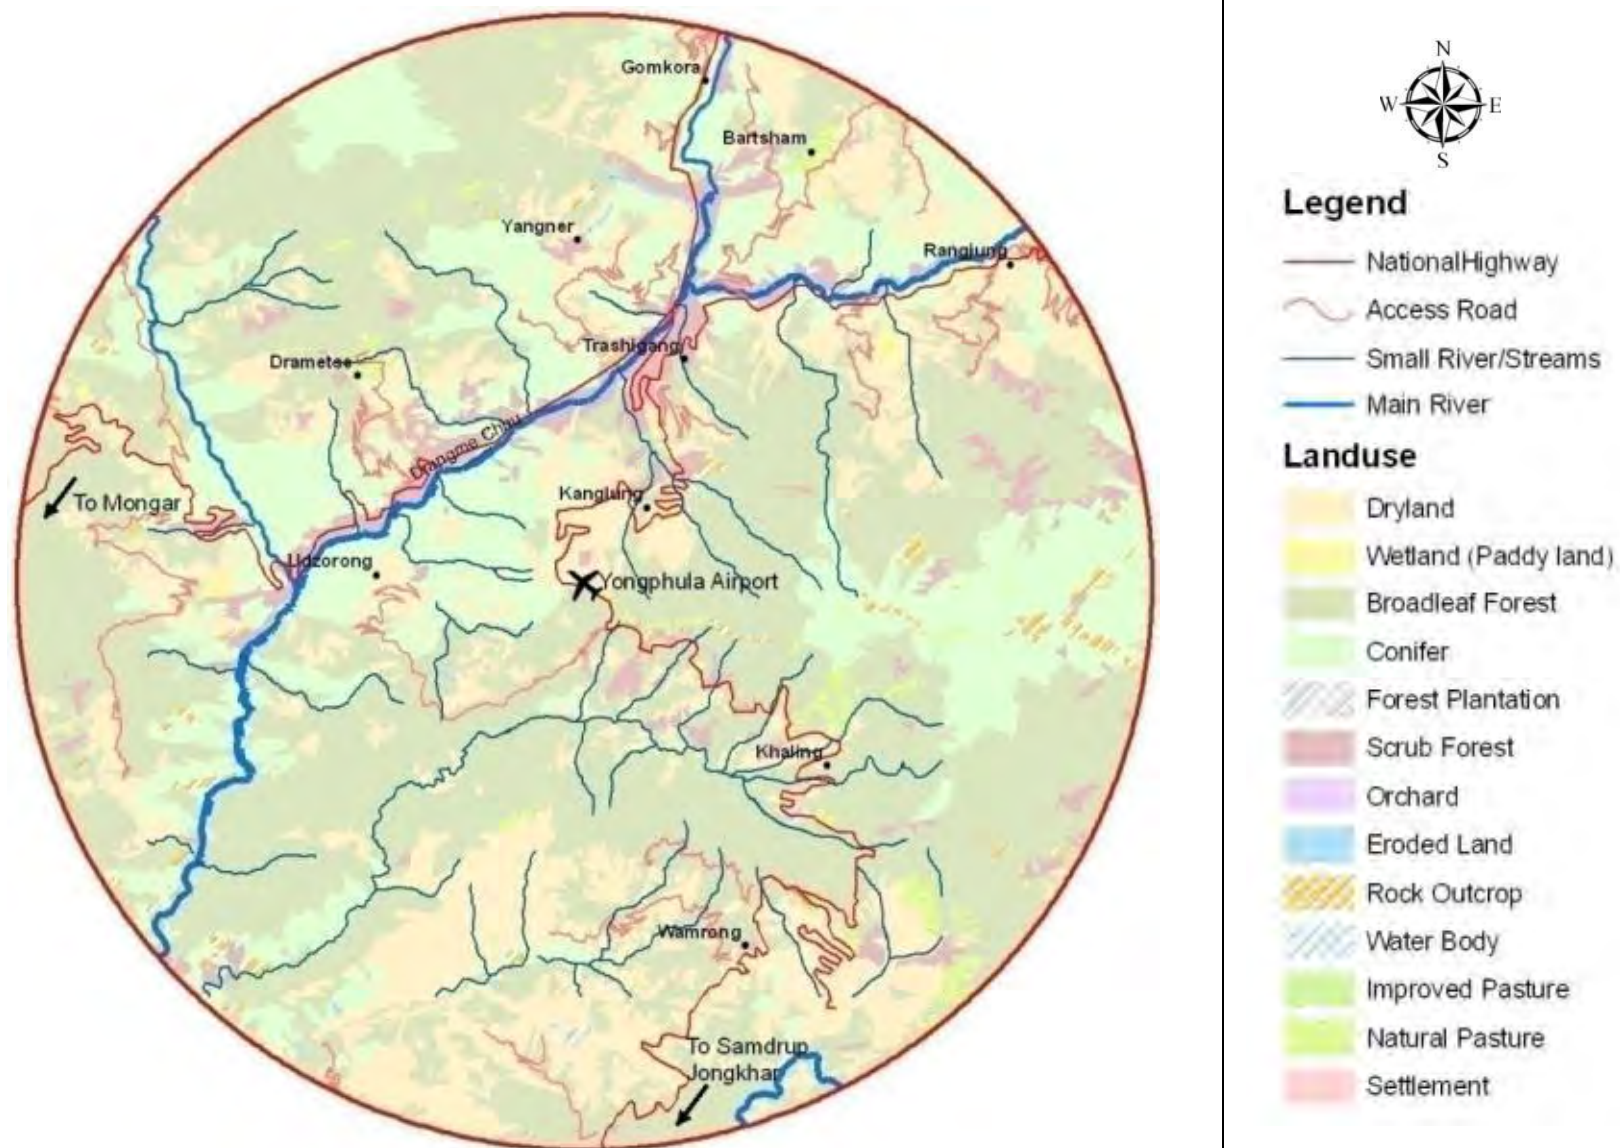 Gomkora
Bartsham
Yangner
Rangjung
Trashigang
Drametse
Drangme Chhu
To Mongar
Kanglung
Udzorong
Yongphula Airport
Khaling
Wamrong
To Samdrup
Jongkhar
N
W E
S
Legend
NationalHighway
Access Road
Small River/Streams
Main River
Landuse
Dryland
Wetland (Paddy land)
Broadleaf Forest
Conifer
Forest Plantation
Scrub Forest
Orchard
Eroded Land
Rock Outcrop
Water Body
Improved Pasture
Natural Pasture
Settlement